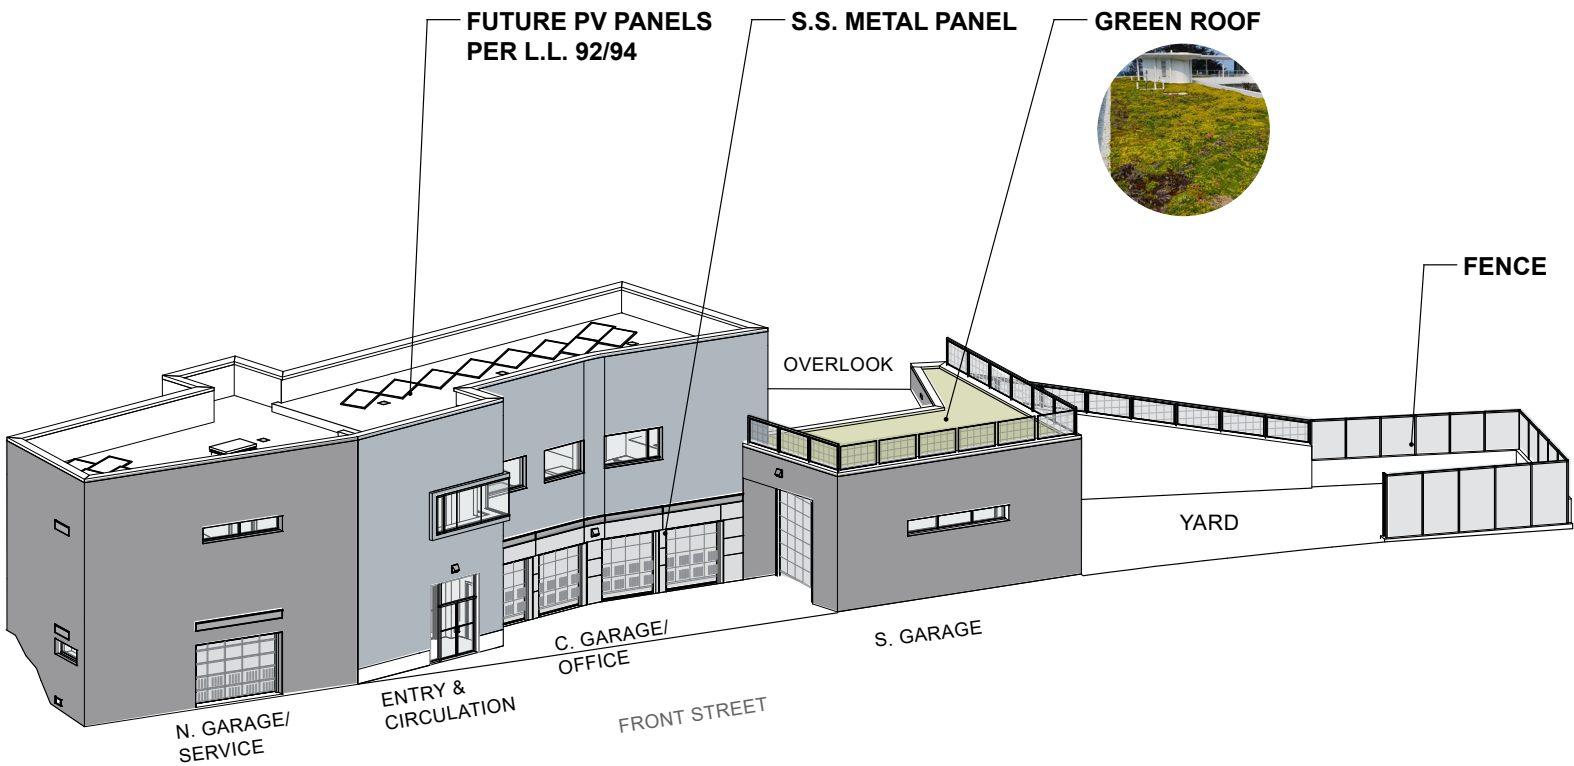 FUTURE PV PANELS
PER L.L. 92/94
S.S. METAL PANEL
GREEN ROOF
FENCE
OVERLOOK
YARD
C. GARAGE/
OFFICE
S. GARAGE
ENTRY &
CIRCULATION
N. GARAGE/
SERVICE
FRONT STREET